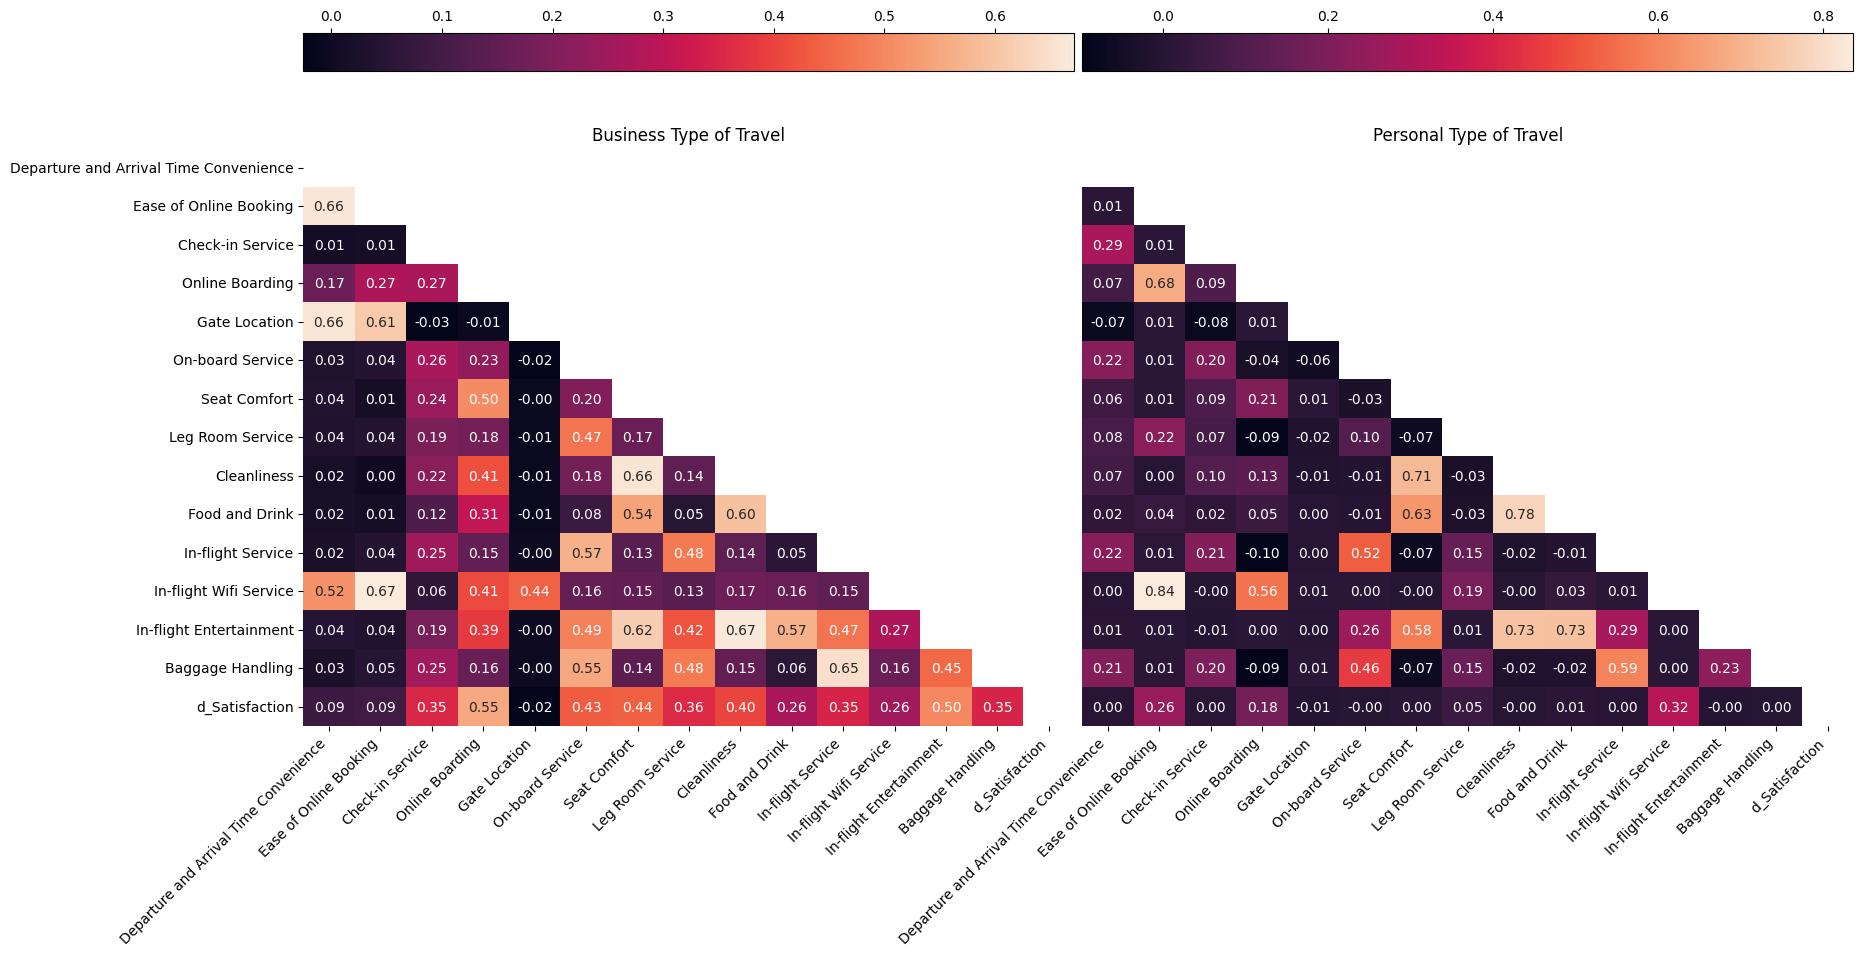 0.0 0.1 0.2 0.3 0.4 0.5 0.6
0.0 0.2 0.4 0.6 0.8
Business Type of Travel
Personal Type of Travel
Departure and Arrival Time Convenience
Ease of Online Booking 0.66 0.01
Check-in Service 0.01 0.01 0.29 0.01
Online Boarding 0.17 0.27 0.27 0.07 0.68 0.09
Gate Location 0.66 0.61 -0.03 -0.01 -0.07 0.01 -0.08 0.01
On-board Service 0.03 0.04 0.26 0.23 -0.02 0.22 0.01 0.20 -0.04 -0.06
Seat Comfort 0.04 0.01 0.24 0.50 -0.00 0.20 0.06 0.01 0.09 0.21 0.01 -0.03
Leg Room Service 0.04 0.04 0.19 0.18 -0.01 0.47 0.17 0.08 0.22 0.07 -0.09 -0.02 0.10 -0.07
Cleanliness 0.02 0.00 0.22 0.41 -0.01 0.18 0.66 0.14 0.07 0.00 0.10 0.13 -0.01 -0.01 0.71 -0.03
Food and Drink 0.02 0.01 0.12 0.31 -0.01 0.08 0.54 0.05 0.60 0.02 0.04 0.02 0.05 0.00 -0.01 0.63 -0.03 0.78
In-flight Service 0.02 0.04 0.25 0.15 -0.00 0.57 0.13 0.48 0.14 0.05 0.22 0.01 0.21 -0.10 0.00 0.52 -0.07 0.15 -0.02 -0.01
In-flight Wifi Service 0.52 0.67 0.06 0.41 0.44 0.16 0.15 0.13 0.17 0.16 0.15 0.00 0.84 -0.00 0.56 0.01 0.00 -0.00 0.19 -0.00 0.03 0.01
In-flight Entertainment 0.04 0.04 0.19 0.39 -0.00 0.49 0.62 0.42 0.67 0.57 0.47 0.27 0.01 0.01 -0.01 0.00 0.00 0.26 0.58 0.01 0.73 0.73 0.29 0.00
Baggage Handling 0.03 0.05 0.25 0.16 -0.00 0.55 0.14 0.48 0.15 0.06 0.65 0.16 0.45 0.21 0.01 0.20 -0.09 0.01 0.46 -0.07 0.15 -0.02 -0.02 0.59 0.00 0.23
d_Satisfaction 0.09 0.09 0.35 0.55 -0.02 0.43 0.44 0.36 0.40 0.26 0.35 0.26 0.50 0.35 0.00 0.26 0.00 0.18 -0.01 -0.00 0.00 0.05 -0.00 0.01 0.00 0.32 -0.00 0.00
Departure and Arrival Time Convenience
Ease of Online Booking
Check-in Service
Online Boarding
Gate Location
On-board Service
Seat Comfort
Leg Room Service
Cleanliness
Food and Drink
In-flight Service
In-flight Wifi Service
In-flight Entertainment
Baggage Handling
d_Satisfaction
Departure and Arrival Time Convenience
Ease of Online Booking
Check-in Service
Online Boarding
Gate Location
On-board Service
Seat Comfort
Leg Room Service
Cleanliness
Food and Drink
In-flight Service
In-flight Wifi Service
In-flight Entertainment
Baggage Handling
d_Satisfaction